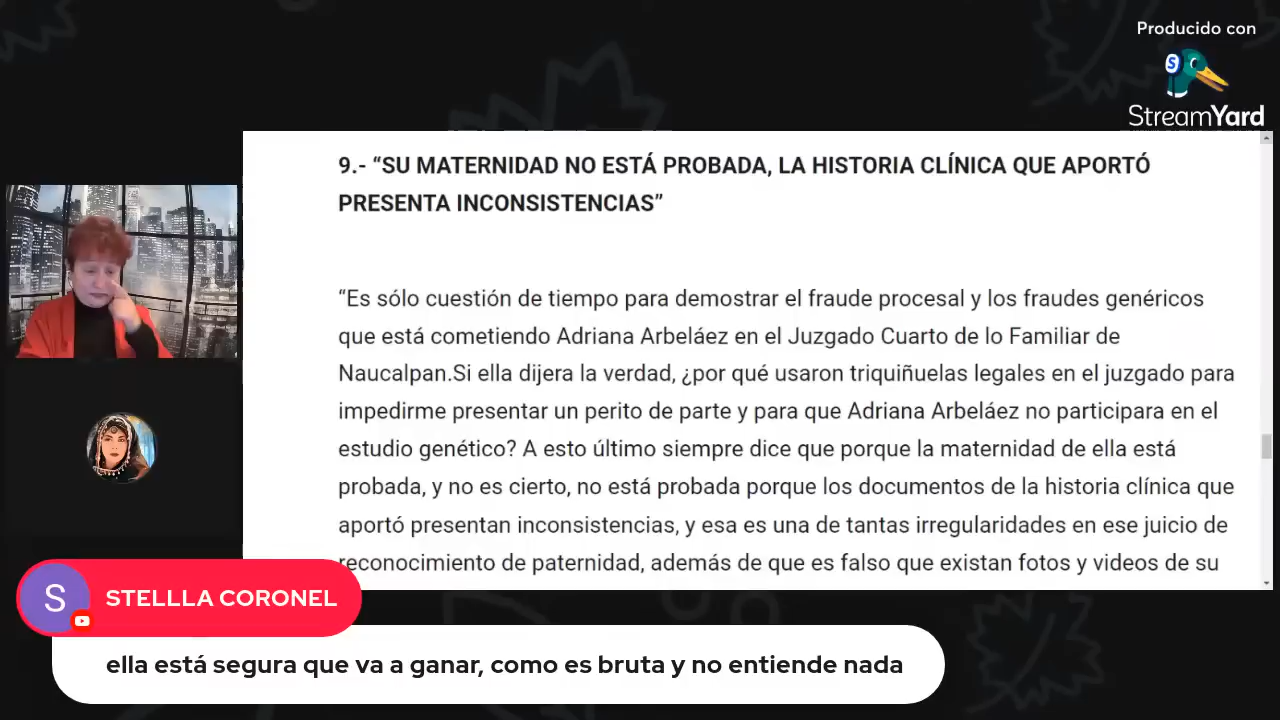 Producido con
StreamYard
9.- “SU MATERNIDAD NO ESTÁ PROBADA, LA HISTORIA CLÍNICA QUE APORTÓ
PRESENTA INCONSISTENCIAS”
“Es sólo cuestión de tiempo para demostrar el fraude procesal y los fraudes genéricos
que está cometiendo Adriana Arbeláez en el Juzgado Cuarto de lo Familiar de
Naucalpan.Si ella dijera la verdad, ¿por qué usaron triquiñuelas legales en el juzgado para
impedirme presentar un perito de parte y para que Adriana Arbeláez no participara en el
estudio genético? A esto último siempre dice que porque la maternidad de ella está
probada, y no es cierto, no está probada porque los documentos de la historia clínica que
aportó presentan inconsistencias, y esa es una de tantas irregularidades en ese juicio de
reconocimiento de paternidad, además de que es falso que existan fotos y videos de su
S
STELLLA CORONEL
ella está segura que va a ganar, como es bruta y no entiende nada